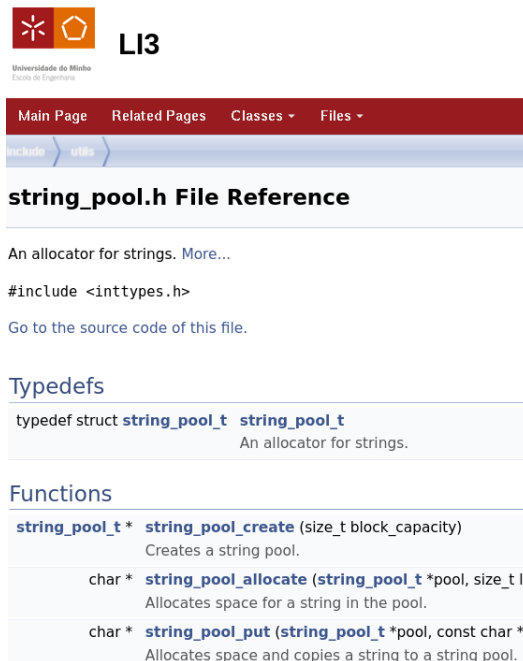 LI3
Universidade do Minho
Escola de Engenharia
Main Page Related Pages Classes Files
include utils
string_pool.h File Reference
An allocator for strings. More...
#include <inttypes.h>
Go to the source code of this file.
Typedefs
typedef struct string_pool_t string_pool_t
An allocator for strings.
Functions
string_pool_t * string_pool_create (size_t block_capacity)
Creates a string pool.
char * string_pool_allocate (string_pool_t *pool, size_t l
Allocates space for a string in the pool.
char * string_pool_put (string_pool_t *pool, const char *
Allocates space and copies a string to a string pool.